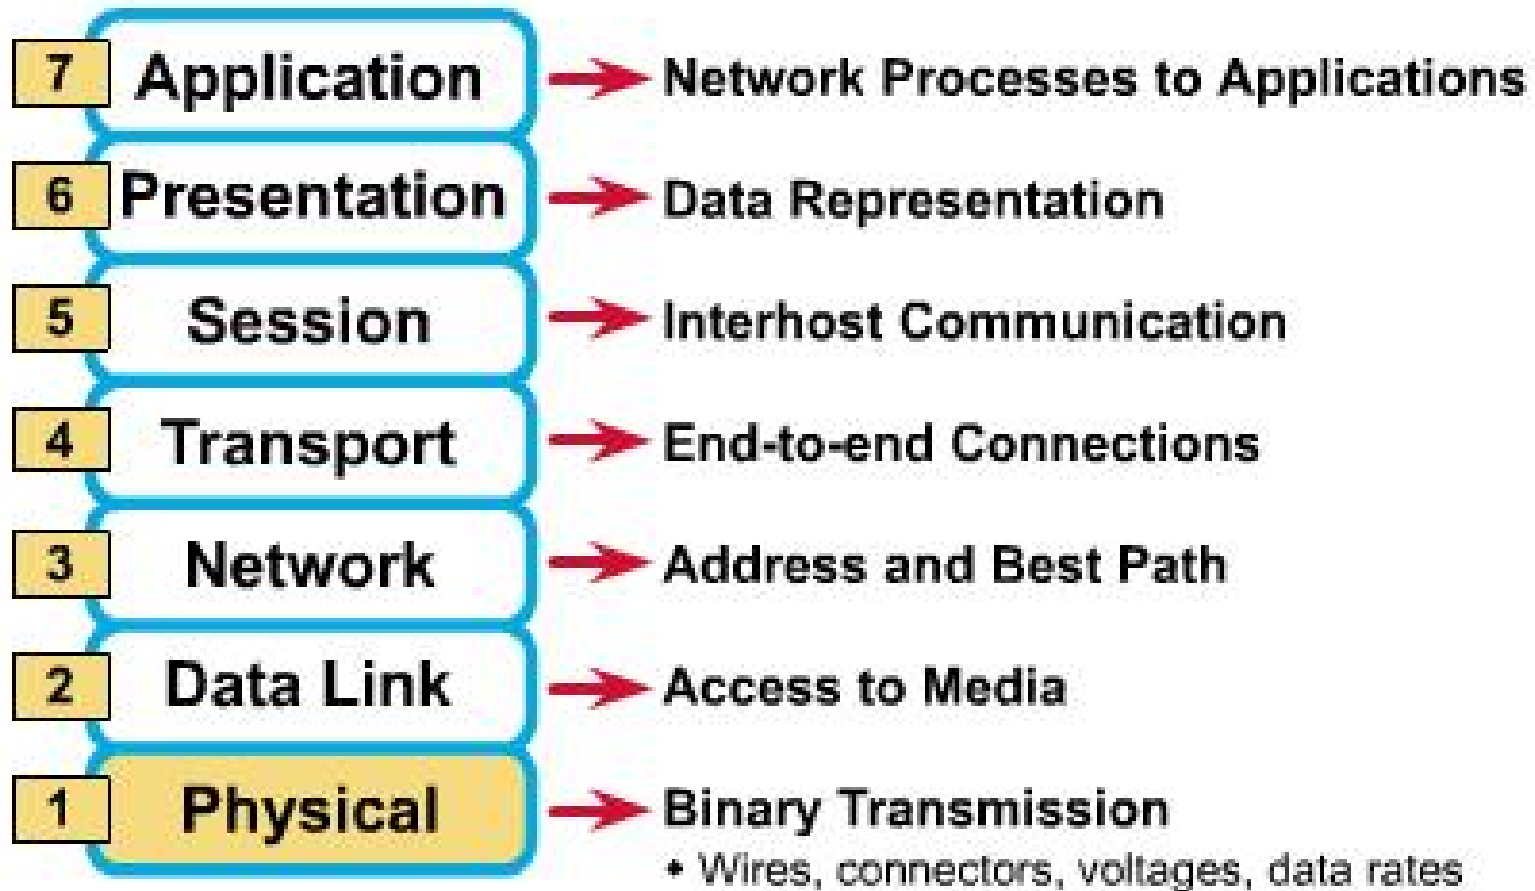 7 Application Network Processes to Applications
6 Presentation Data Representation
5 Session Interhost Communication
4 Transport End-to-end Connections
3 Network Address and Best Path
2 Data Link Access to Media
1 Physical Binary Transmission
• Wires, connectors, voltages, data rates